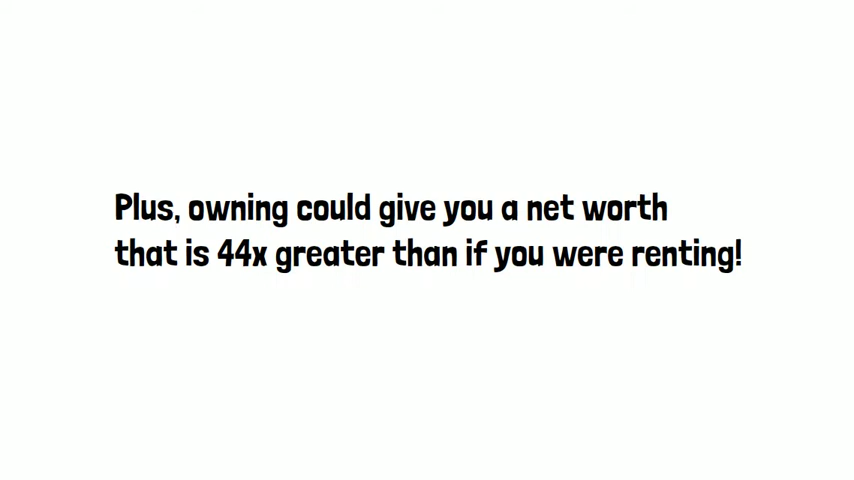 Plus, owning could give you a net worth
that is 44x greater than if you were renting!